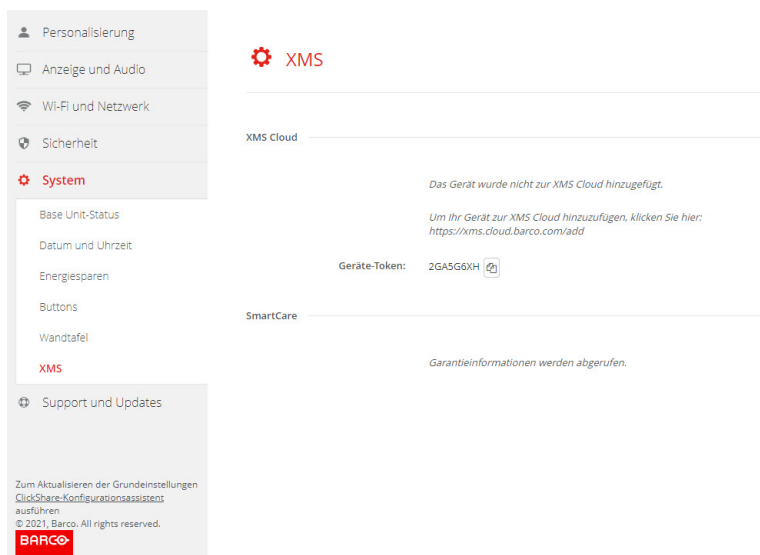 Personalisierung
Anzeige und Audio
Wi-Fi und Netzwerk
Sicherheit
System
Base Unit-Status
Datum und Uhrzeit
Energiesparen
Buttons
Wandtafel
XMS
Support und Updates
Zum Aktualisieren der Grundeinstellungen
ClickShare-Konfigurationsassistent
ausführen
© 2021, Barco. All rights reserved.
BARCO
XMS
XMS Cloud
Das Gerät wurde nicht zur XMS Cloud hinzugefügt.
Um Ihr Gerät zur XMS Cloud hinzuzufügen, klicken Sie hier:
https://xms.cloud.barco.com/add
Geräte-Token: 2GA5G6XH
SmartCare
Garantieinformationen werden abgerufen.